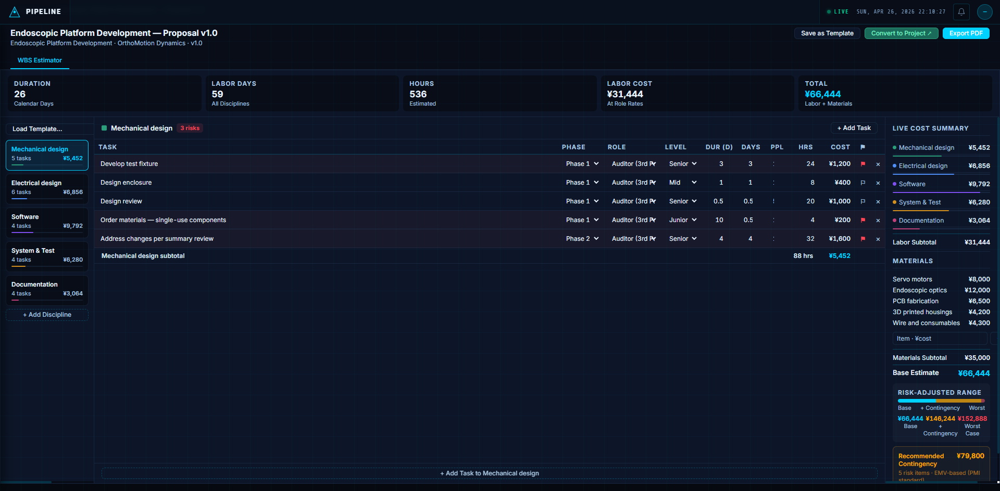 PIPELINE
LIVE SUN, APR 26, 2026 22:10:27
Endoscopic Platform Development — Proposal v1.0
Endoscopic Platform Development · OrthoMotion Dynamics · v1.0
Save as Template
Convert to Project ↗
Export PDF
WBS Estimator
DURATION
26
Calendar Days
LABOR DAYS
59
All Disciplines
HOURS
536
Estimated
LABOR COST
¥31,444
At Role Rates
TOTAL
¥66,444
Labor + Materials
Load Template...
Mechanical design
5 tasks ¥5,452
Electrical design
6 tasks ¥6,856
Software
4 tasks ¥9,792
System & Test
4 tasks ¥6,280
Documentation
4 tasks ¥3,064
+ Add Discipline
Mechanical design 3 risks
+ Add Task
TASK PHASE ROLE LEVEL DUR (D) DAYS PPL HRS COST
Develop test fixture Phase 1 Auditor (3rd Senior 3 3 24 ¥1,200 ×
Design enclosure Phase 1 Auditor (3rd Mid 1 1 8 ¥400 ×
Design review Phase 1 Auditor (3rd Senior 0.5 0.5 20 ¥1,000 ×
Order materials — single-use components Phase 1 Auditor (3rd Junior 10 0.5 4 ¥200 ×
Address changes per summary review Phase 2 Auditor (3rd Senior 4 4 32 ¥1,600 ×
Mechanical design subtotal 88 hrs ¥5,452
+ Add Task to Mechanical design
LIVE COST SUMMARY
Mechanical design ¥5,452
Electrical design ¥6,856
Software ¥9,792
System & Test ¥6,280
Documentation ¥3,064
Labor Subtotal ¥31,444
MATERIALS
Servo motors ¥8,000
Endoscopic optics ¥12,000
PCB fabrication ¥6,500
3D printed housings ¥4,200
Wire and consumables ¥4,300
Item · ¥cost
Materials Subtotal ¥35,000
Base Estimate ¥66,444
RISK-ADJUSTED RANGE
Base + Contingency Worst
¥66,444 ¥146,244 ¥152,888
Base + Contingency Worst Case
Recommended Contingency ¥79,800
5 risk items · EMV-based (PMI
standard)